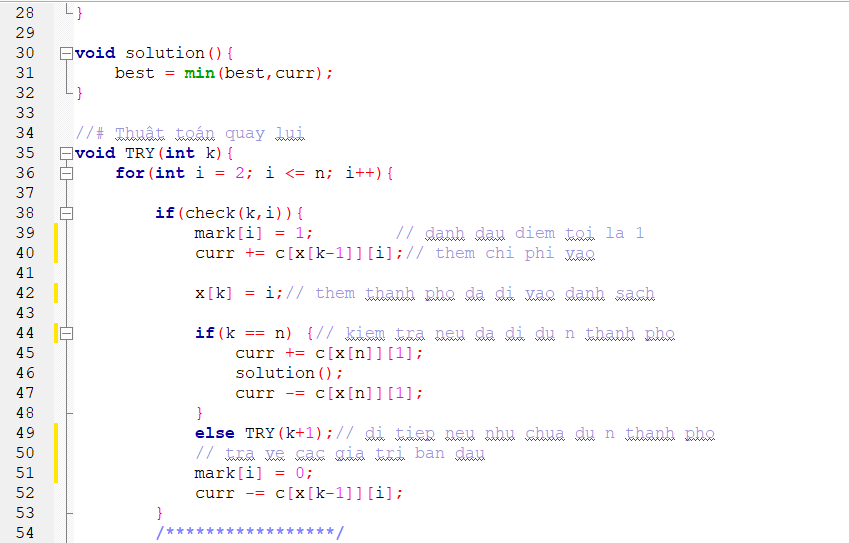 28 }
29
30 void solution(){
31     best = min(best,curr);
32 }
33
34 //# Thuât toán quay lui
35 void TRY(int k){
36     for(int i = 2; i <= n; i++){
37
38         if(check(k,i)){
39             mark[i] = 1;        // danh dau diem toi la 1
40             curr += c[x[k-1]][i];// them chi phi vao
41
42             x[k] = i;// them thanh pho da di vao danh sach
43
44             if(k == n) {// kiem tra neu da di du n thanh pho
45                 curr += c[x[n]][1];
46                 solution();
47                 curr -= c[x[n]][1];
48             }
49             else TRY(k+1);// di tiep neu nhu chua du n thanh pho
50             // tra ve cac gia tri ban dau
51             mark[i] = 0;
52             curr -= c[x[k-1]][i];
53         }
54         /*****************/